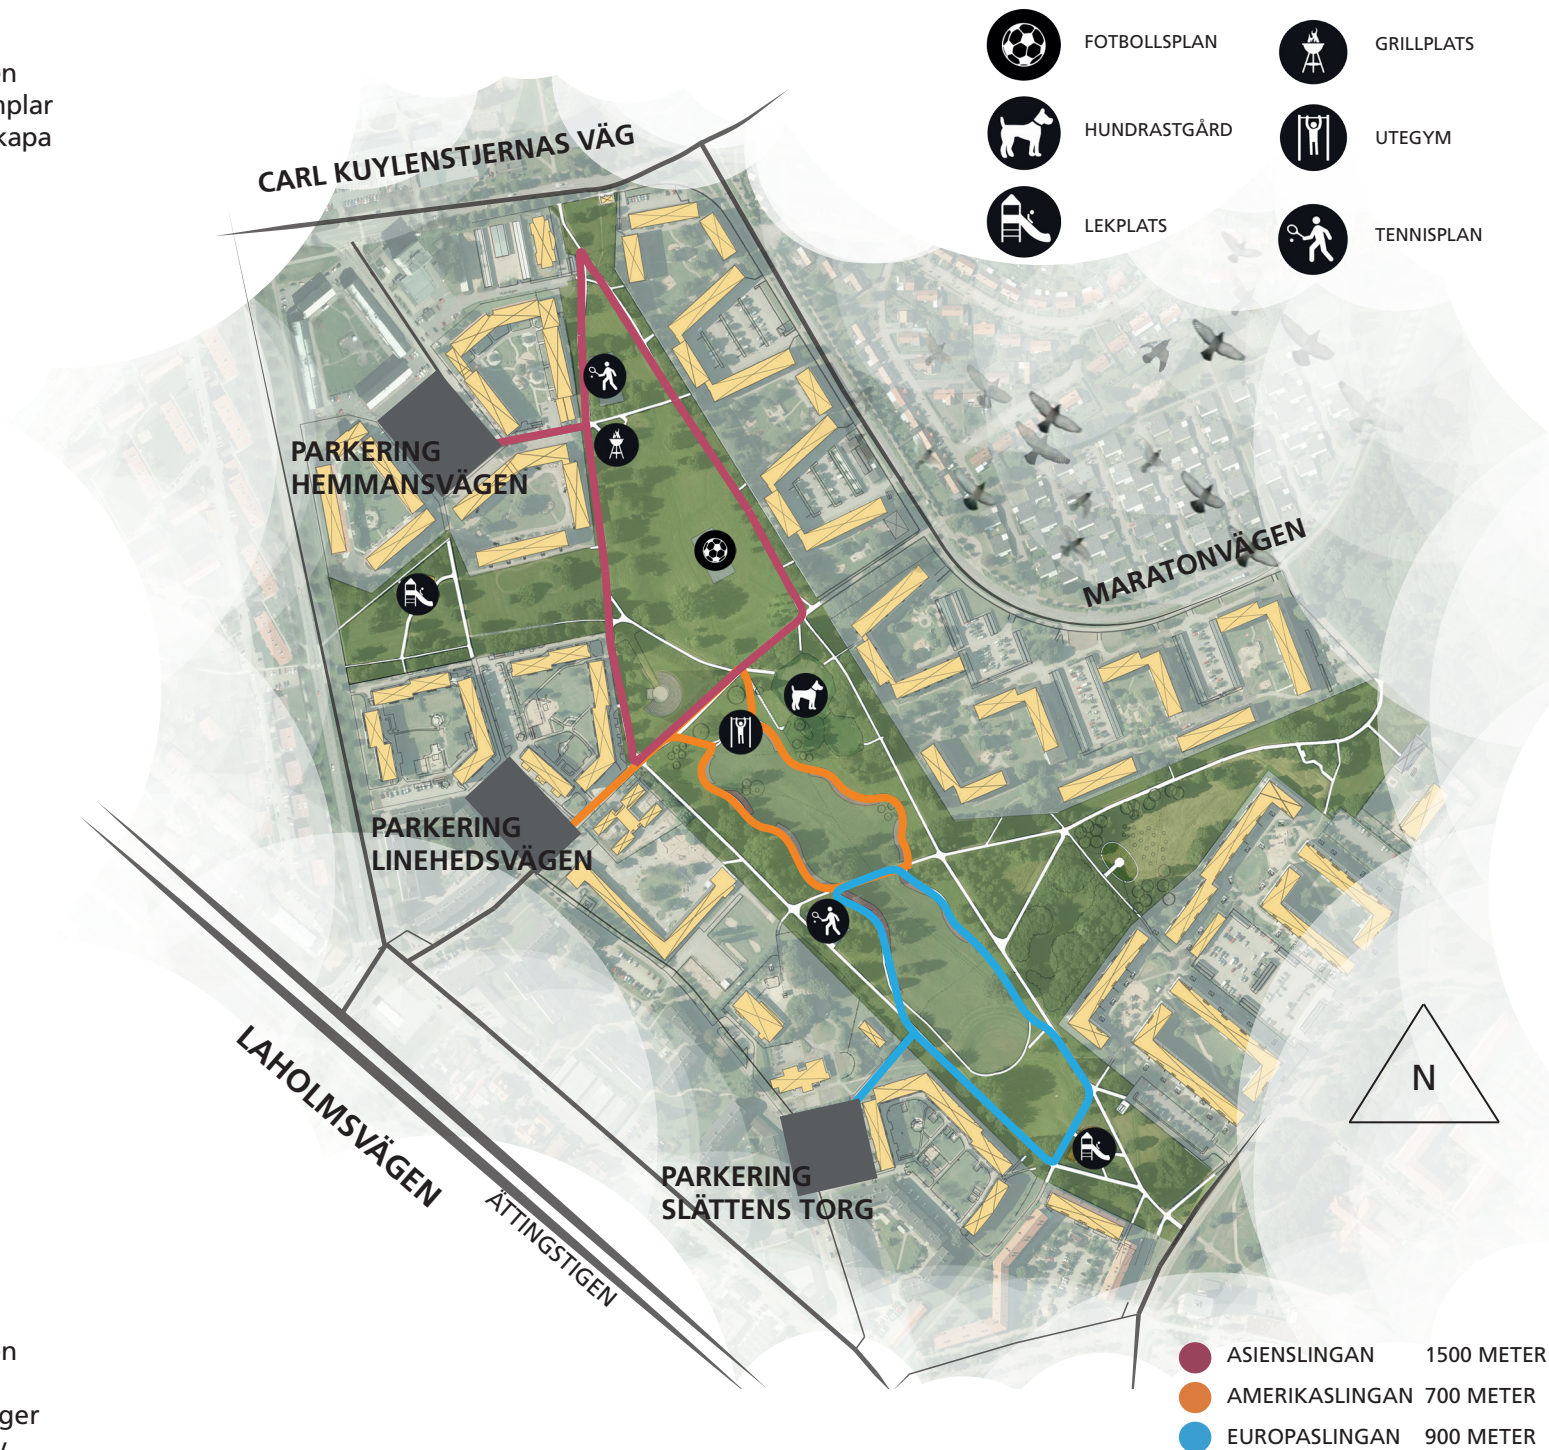 FOTBOLLSPLAN
GRILLPLATS
HUNDRASTGÅRD
UTEGYM
LEKPLATS
TENNISPLAN
CARL KUYLENSTJERNAS VÄG
PARKERING
HEMMANSVÄGEN
MARATONVÄGEN
PARKERING
LINEHEDSVÄGEN
LAHOLMSVÄGEN
ÄTTINGSTIGEN
PARKERING
SLÄTTENS TORG
N
ASIENSLINGAN 1500 METER
AMERIKASLINGAN 700 METER
EUROPASLINGAN 900 METER